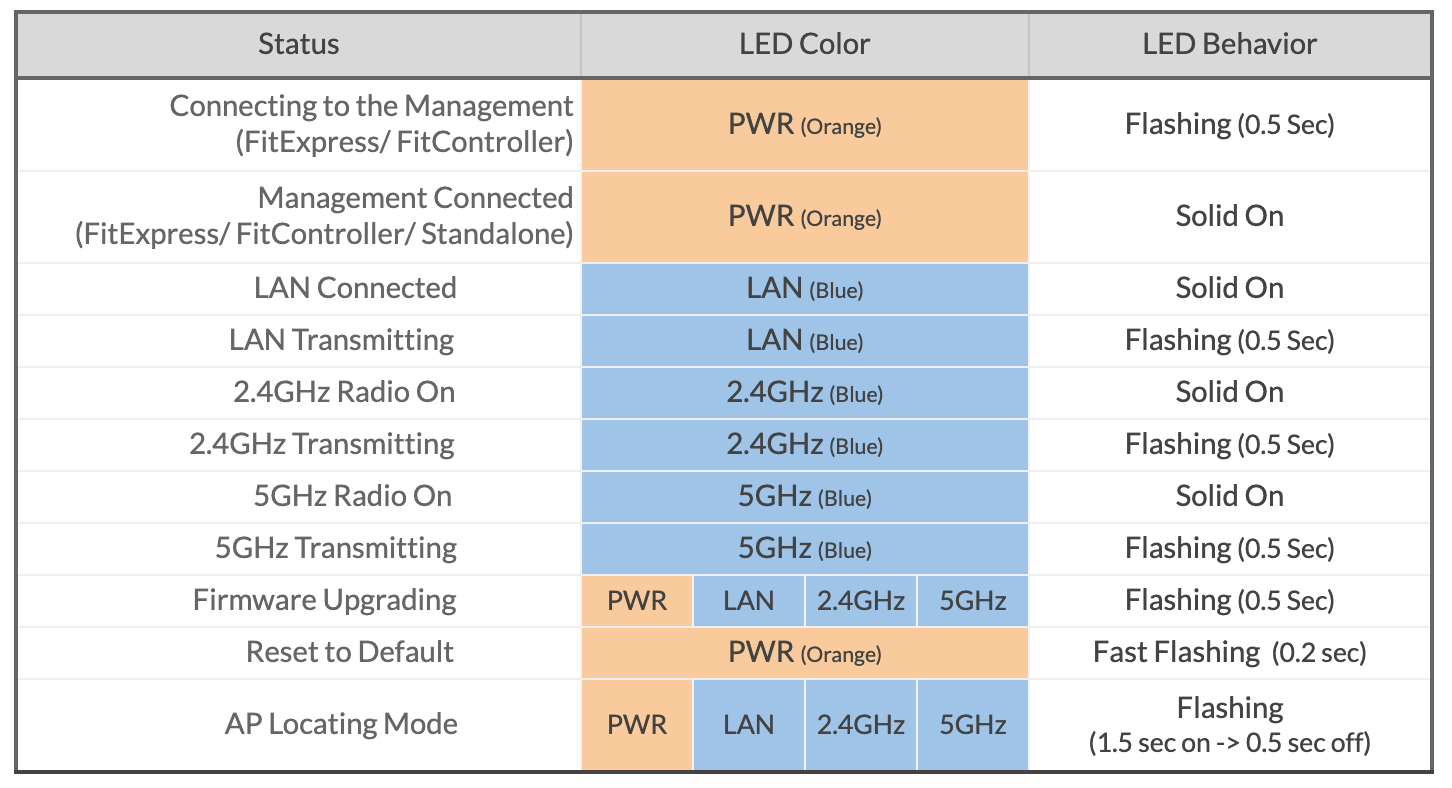 Status LED Color LED Behavior
Connecting to the Management
(FitExpress/ FitController) PWR (Orange) Flashing (0.5 Sec)
Management Connected
(FitExpress/ FitController/ Standalone) PWR (Orange) Solid On
LAN Connected LAN (Blue) Solid On
LAN Transmitting LAN (Blue) Flashing (0.5 Sec)
2.4GHz Radio On 2.4GHz (Blue) Solid On
2.4GHz Transmitting 2.4GHz (Blue) Flashing (0.5 Sec)
5GHz Radio On 5GHz (Blue) Solid On
5GHz Transmitting 5GHz (Blue) Flashing (0.5 Sec)
Firmware Upgrading PWR LAN 2.4GHz 5GHz Flashing (0.5 Sec)
Reset to Default PWR (Orange) Fast Flashing (0.2 sec)
AP Locating Mode PWR LAN 2.4GHz 5GHz Flashing
(1.5 sec on -> 0.5 sec off)